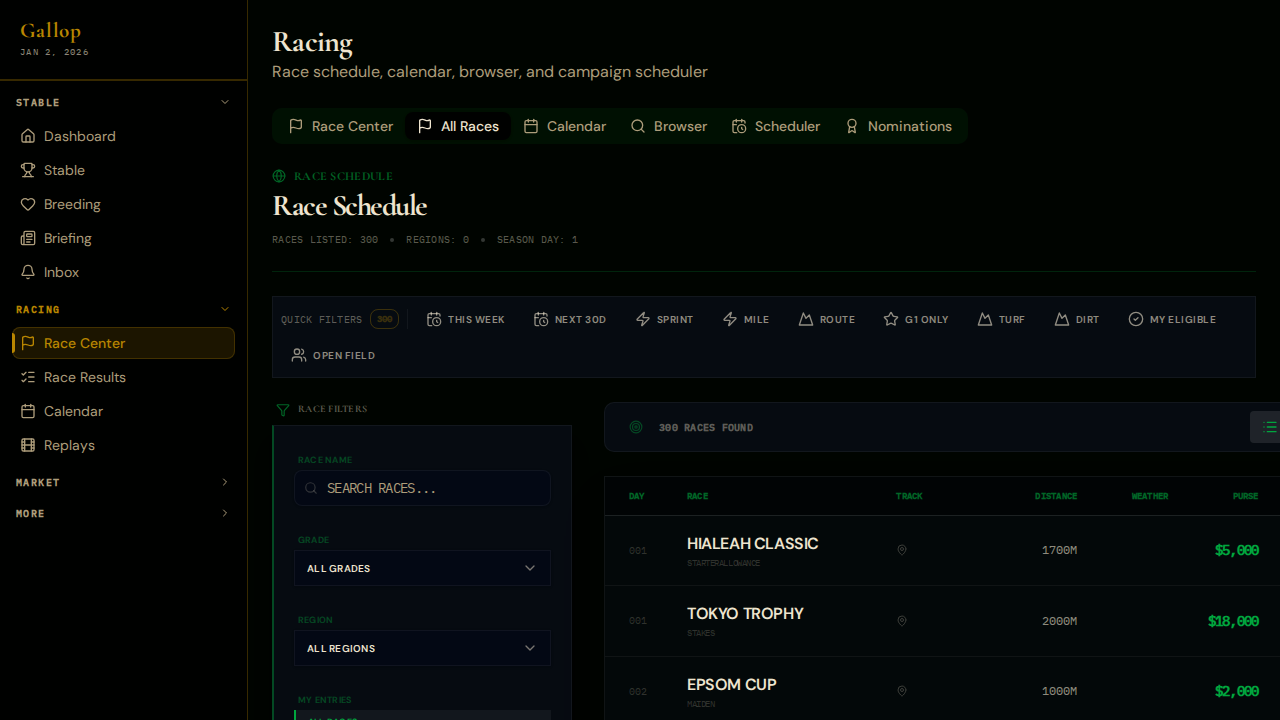 Gallop
JAN 2, 2026
STABLE
Dashboard
Stable
Breeding
Briefing
Inbox
RACING
Race Center
Race Results
Calendar
Replays
MARKET
MORE
Racing
Race schedule, calendar, browser, and campaign scheduler
Race Center
All Races
Calendar
Browser
Scheduler
Nominations
RACE SCHEDULE
Race Schedule
RACES LISTED: 300 • REGIONS: 0 • SEASON DAY: 1
QUICK FILTERS 300 THIS WEEK NEXT 30D SPRINT MILE ROUTE G1 ONLY TURF DIRT MY ELIGIBLE
OPEN FIELD
RACE FILTERS
RACE NAME
SEARCH RACES...
GRADE
ALL GRADES
REGION
ALL REGIONS
MY ENTRIES
300 RACES FOUND
DAY RACE TRACK DISTANCE WEATHER PURSE
001 HIALEAH CLASSIC 1700M $5,000
STARTERALLOWANCE
001 TOKYO TROPHY 2000M $18,000
STAKES
002 EPSOM CUP 1000M $2,000
MAIDEN